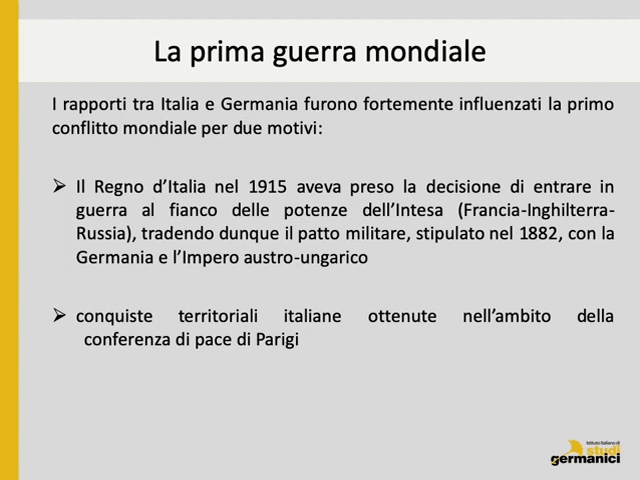 La prima guerra mondiale
I rapporti tra Italia e Germania furono fortemente influenzati la primo
conflitto mondiale per due motivi:
Il Regno d’Italia nel 1915 aveva preso la decisione di entrare in
guerra al fianco delle potenze dell’Intesa (Francia-Inghilterra-
Russia), tradendo dunque il patto militare, stipulato nel 1882, con la
Germania e l’Impero austro-ungarico
conquiste territoriali italiane ottenute nell’ambito della
conferenza di pace di Parigi
Istituto Italiano di
studi
germanici